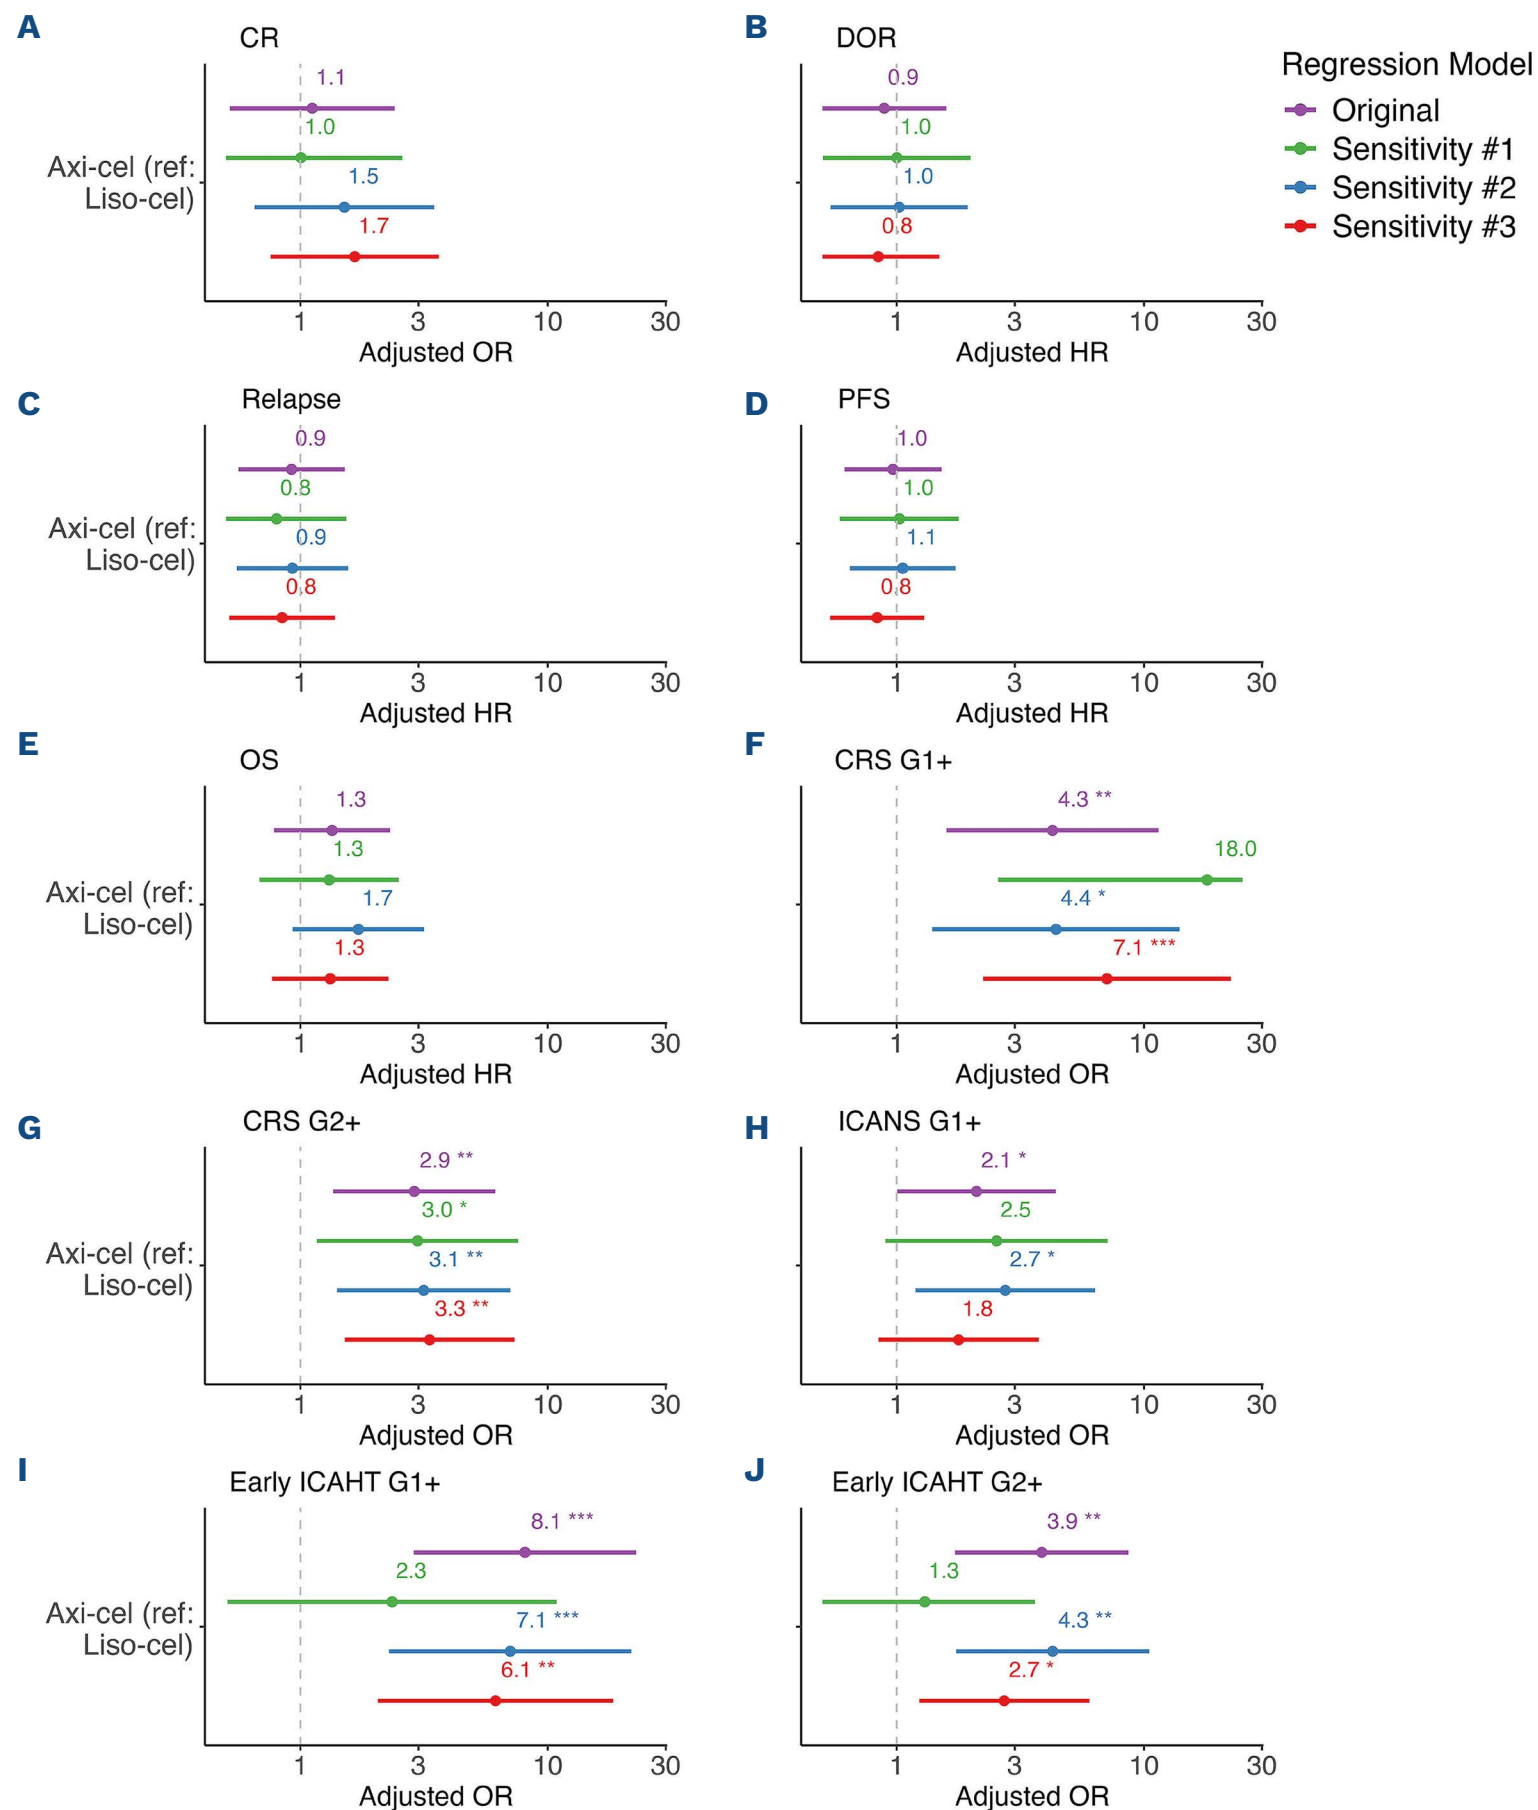 A
CR
1.1
1.0
1.5
1.7
Axi-cel (ref:
Liso-cel)
1 3 10 30
Adjusted OR
B
DOR
0.9
1.0
1.0
0.8
1 3 10 30
Adjusted HR
Regression Model
Original
Sensitivity #1
Sensitivity #2
Sensitivity #3
C
Relapse
0.9
0.8
0.9
0.8
Axi-cel (ref:
Liso-cel)
1 3 10 30
Adjusted HR
D
PFS
1.0
1.0
1.1
0.8
1 3 10 30
Adjusted HR
E
OS
1.3
1.3
1.7
1.3
Axi-cel (ref:
Liso-cel)
1 3 10 30
Adjusted HR
F
CRS G1+
4.3 **
18.0
4.4 *
7.1 ***
1 3 10 30
Adjusted OR
G
CRS G2+
2.9 **
3.0 *
3.1 **
3.3 **
Axi-cel (ref:
Liso-cel)
1 3 10 30
Adjusted OR
H
ICANS G1+
2.1 *
2.5
2.7 *
1.8
1 3 10 30
Adjusted OR
I
Early ICAHT G1+
8.1 ***
2.3
7.1 ***
6.1 **
Axi-cel (ref:
Liso-cel)
1 3 10 30
Adjusted OR
J
Early ICAHT G2+
3.9 **
1.3
4.3 **
2.7 *
1 3 10 30
Adjusted OR